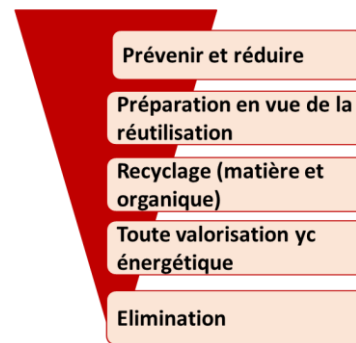 Prévenir et réduire
Préparation en vue de la
réutilisation
Recyclage (matière et
organique)
Toute valorisation yc
énergétique
Elimination